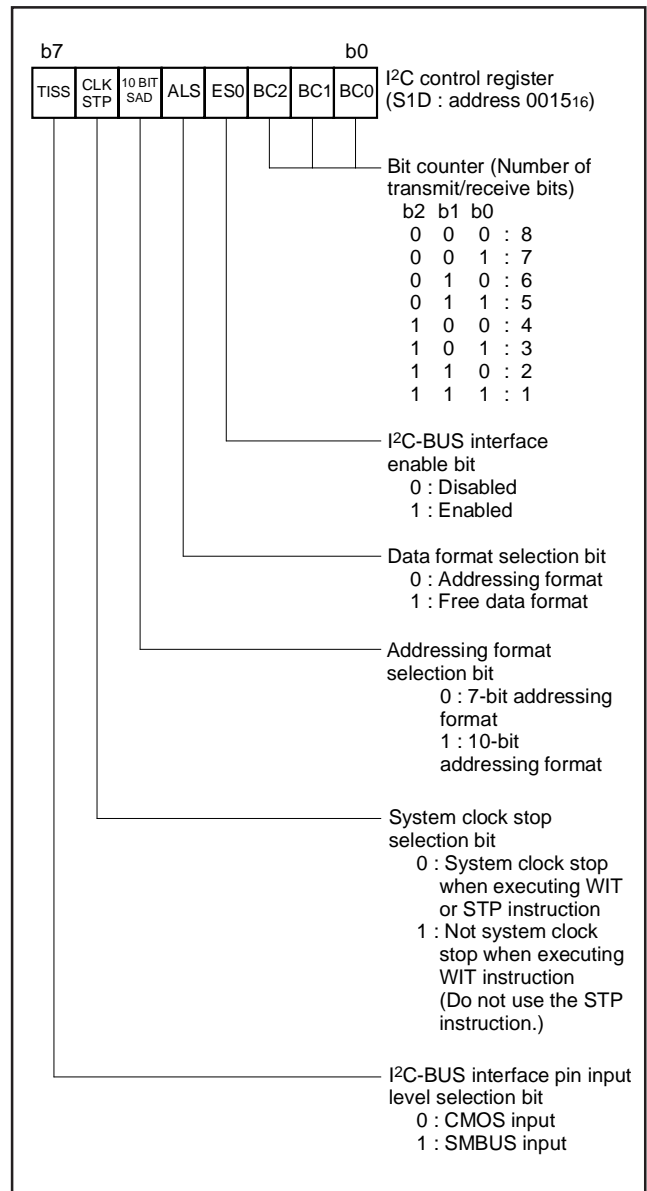 b7 b0
TISS CLK STP 10 BIT SAD ALS ES0 BC2 BC1 BC0
I2C control register
(S1D : address 001516)
Bit counter (Number of
transmit/receive bits)
b2 b1 b0
0 0 0 : 8
0 0 1 : 7
0 1 0 : 6
0 1 1 : 5
1 0 0 : 4
1 0 1 : 3
1 1 0 : 2
1 1 1 : 1
I2C-BUS interface
enable bit
0 : Disabled
1 : Enabled
Data format selection bit
0 : Addressing format
1 : Free data format
Addressing format
selection bit
0 : 7-bit addressing
format
1 : 10-bit
addressing format
System clock stop
selection bit
0 : System clock stop
when executing WIT
or STP instruction
1 : Not system clock
stop when executing
WIT instruction
(Do not use the STP
instruction.)
I2C-BUS interface pin input
level selection bit
0 : CMOS input
1 : SMBUS input